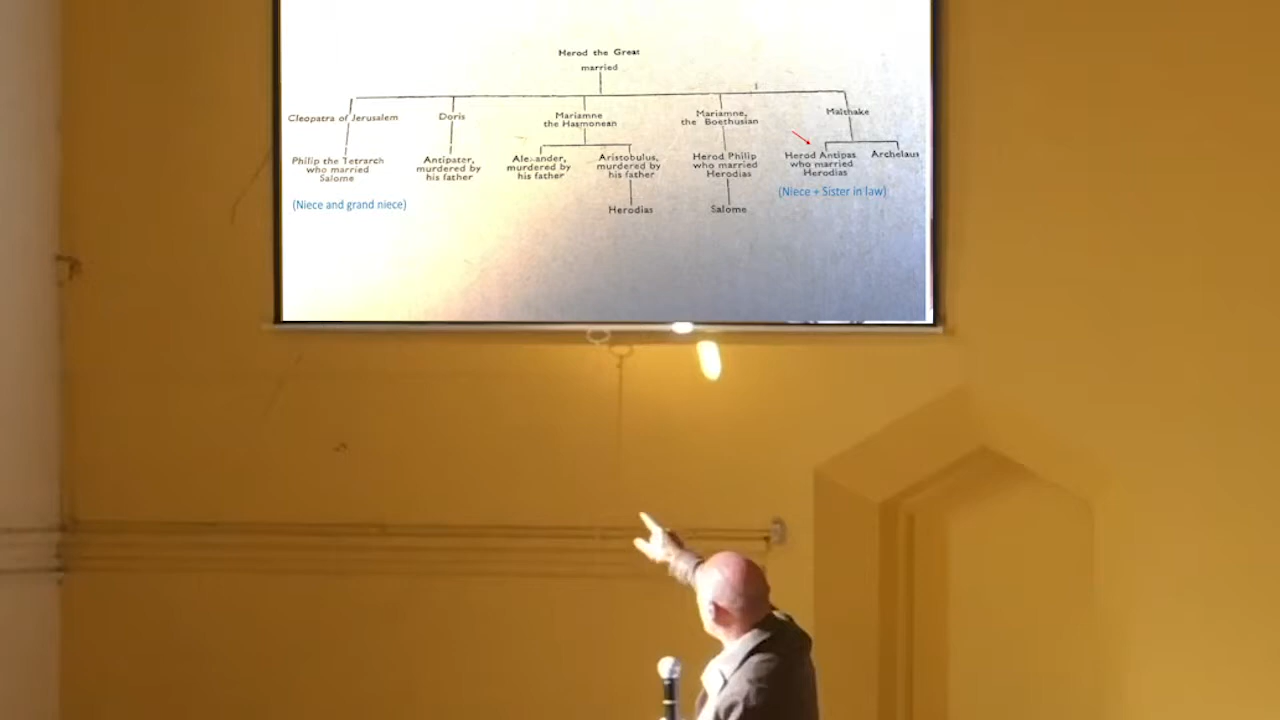 Herod the Great
married
Cleopatra of Jerusalem
Doris
Mariamne
the Hasmonean
Mariamne,
the Boethusian
Malthake
Philip the Tetrarch
who married
Salome
Antipater,
murdered by
his father
Alexander,
murdered by
his father
Aristobulus,
murdered by
his father
Herod Philip
who married
Herodias
Herod Antipas
who married
Herodias
Archelaus
(Niece and grand niece)
(Niece + Sister in law)
Herodias
Salome